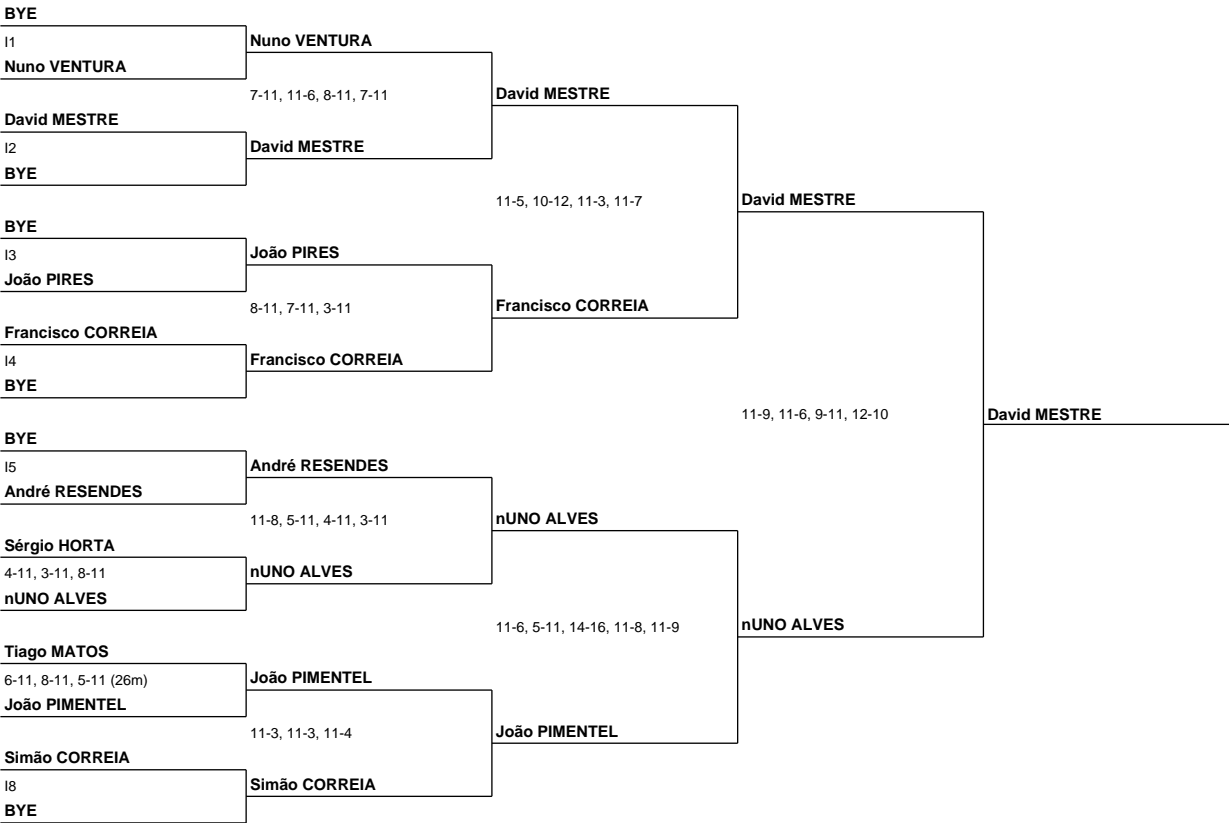 BYE
I1
Nuno VENTURA
David MESTRE
I2
BYE
BYE
I3
João PIRES
Francisco CORREIA
I4
BYE
BYE
I5
André RESENDES
Sérgio HORTA
4-11, 3-11, 8-11
nUNO ALVES
Tiago MATOS
6-11, 8-11, 5-11 (26m)
João PIMENTEL
Simão CORREIA
I8
BYE
Nuno VENTURA
7-11, 11-6, 8-11, 7-11
David MESTRE
João PIRES
8-11, 7-11, 3-11
Francisco CORREIA
André RESENDES
11-8, 5-11, 4-11, 3-11
nUNO ALVES
João PIMENTEL
11-3, 11-3, 11-4
Simão CORREIA
David MESTRE
11-5, 10-12, 11-3, 11-7
Francisco CORREIA
nUNO ALVES
11-6, 5-11, 14-16, 11-8, 11-9
João PIMENTEL
David MESTRE
11-9, 11-6, 9-11, 12-10
nUNO ALVES
David MESTRE